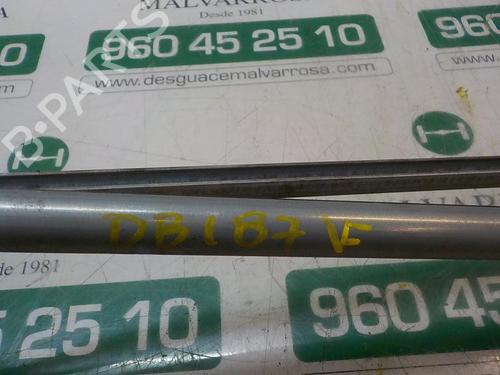 MALVARROSA
Desde 1981
960 45 25 10
www.desguacemalvarrosa.com
B-PARTS
DB187 V
de 1981
5 25 10
960 45